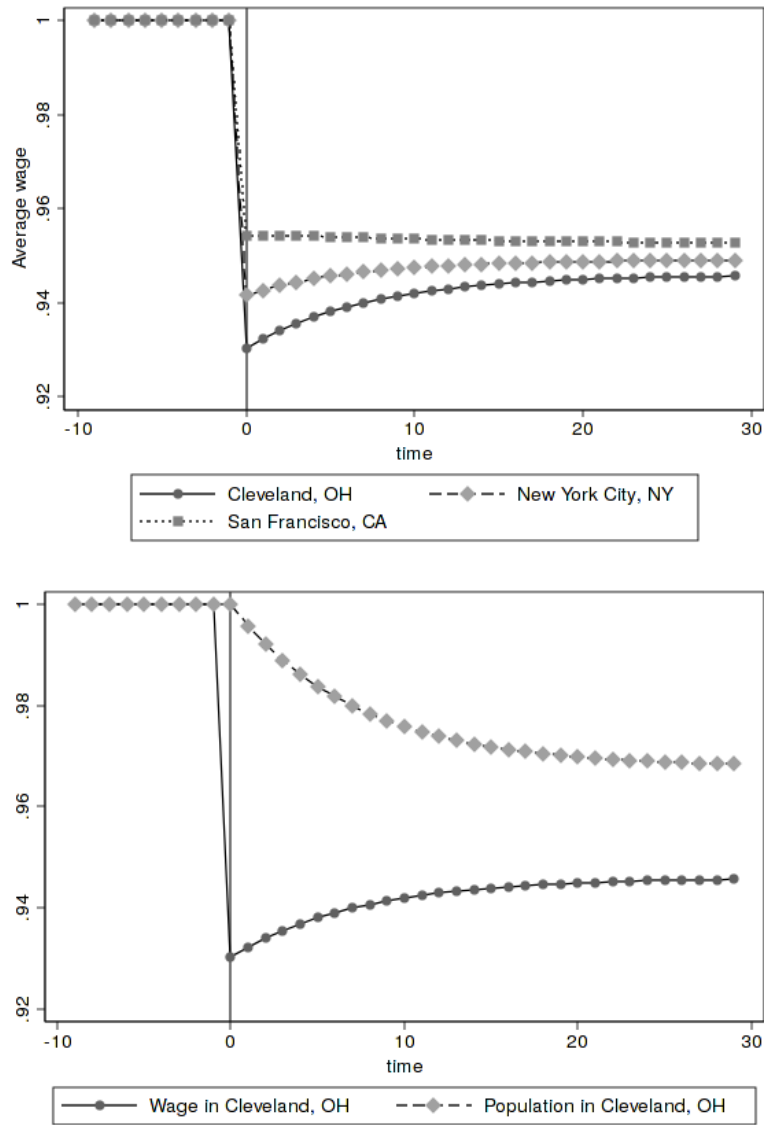 1
.98
.96
.94
.92
Average wage
-10 0 10 20 30
time
Cleveland, OH New York City, NY
San Francisco, CA
1
.98
.96
.94
.92
-10 0 10 20 30
time
Wage in Cleveland, OH Population in Cleveland, OH